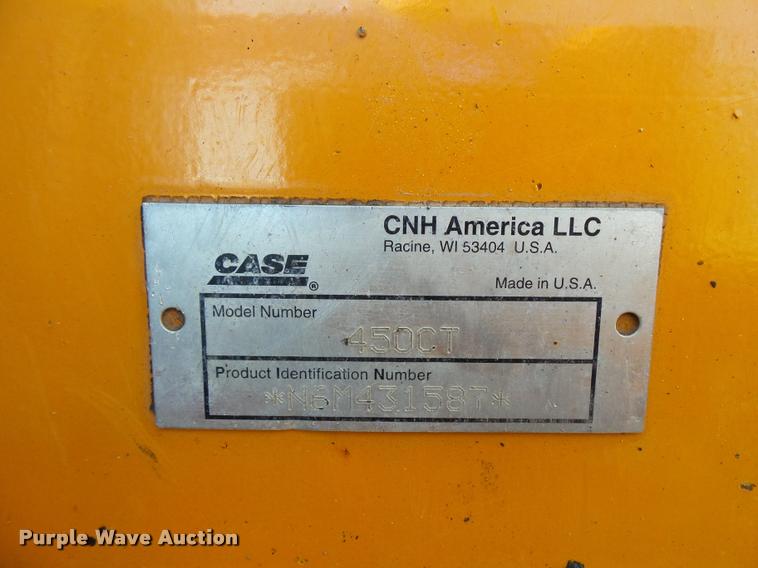 CNH America LLC
Racine, WI 53404 U.S.A.
CASE®
Made in U.S.A.
Model Number
450CT
Product Identification Number
*N6M431587*
Purple Wave Auction®